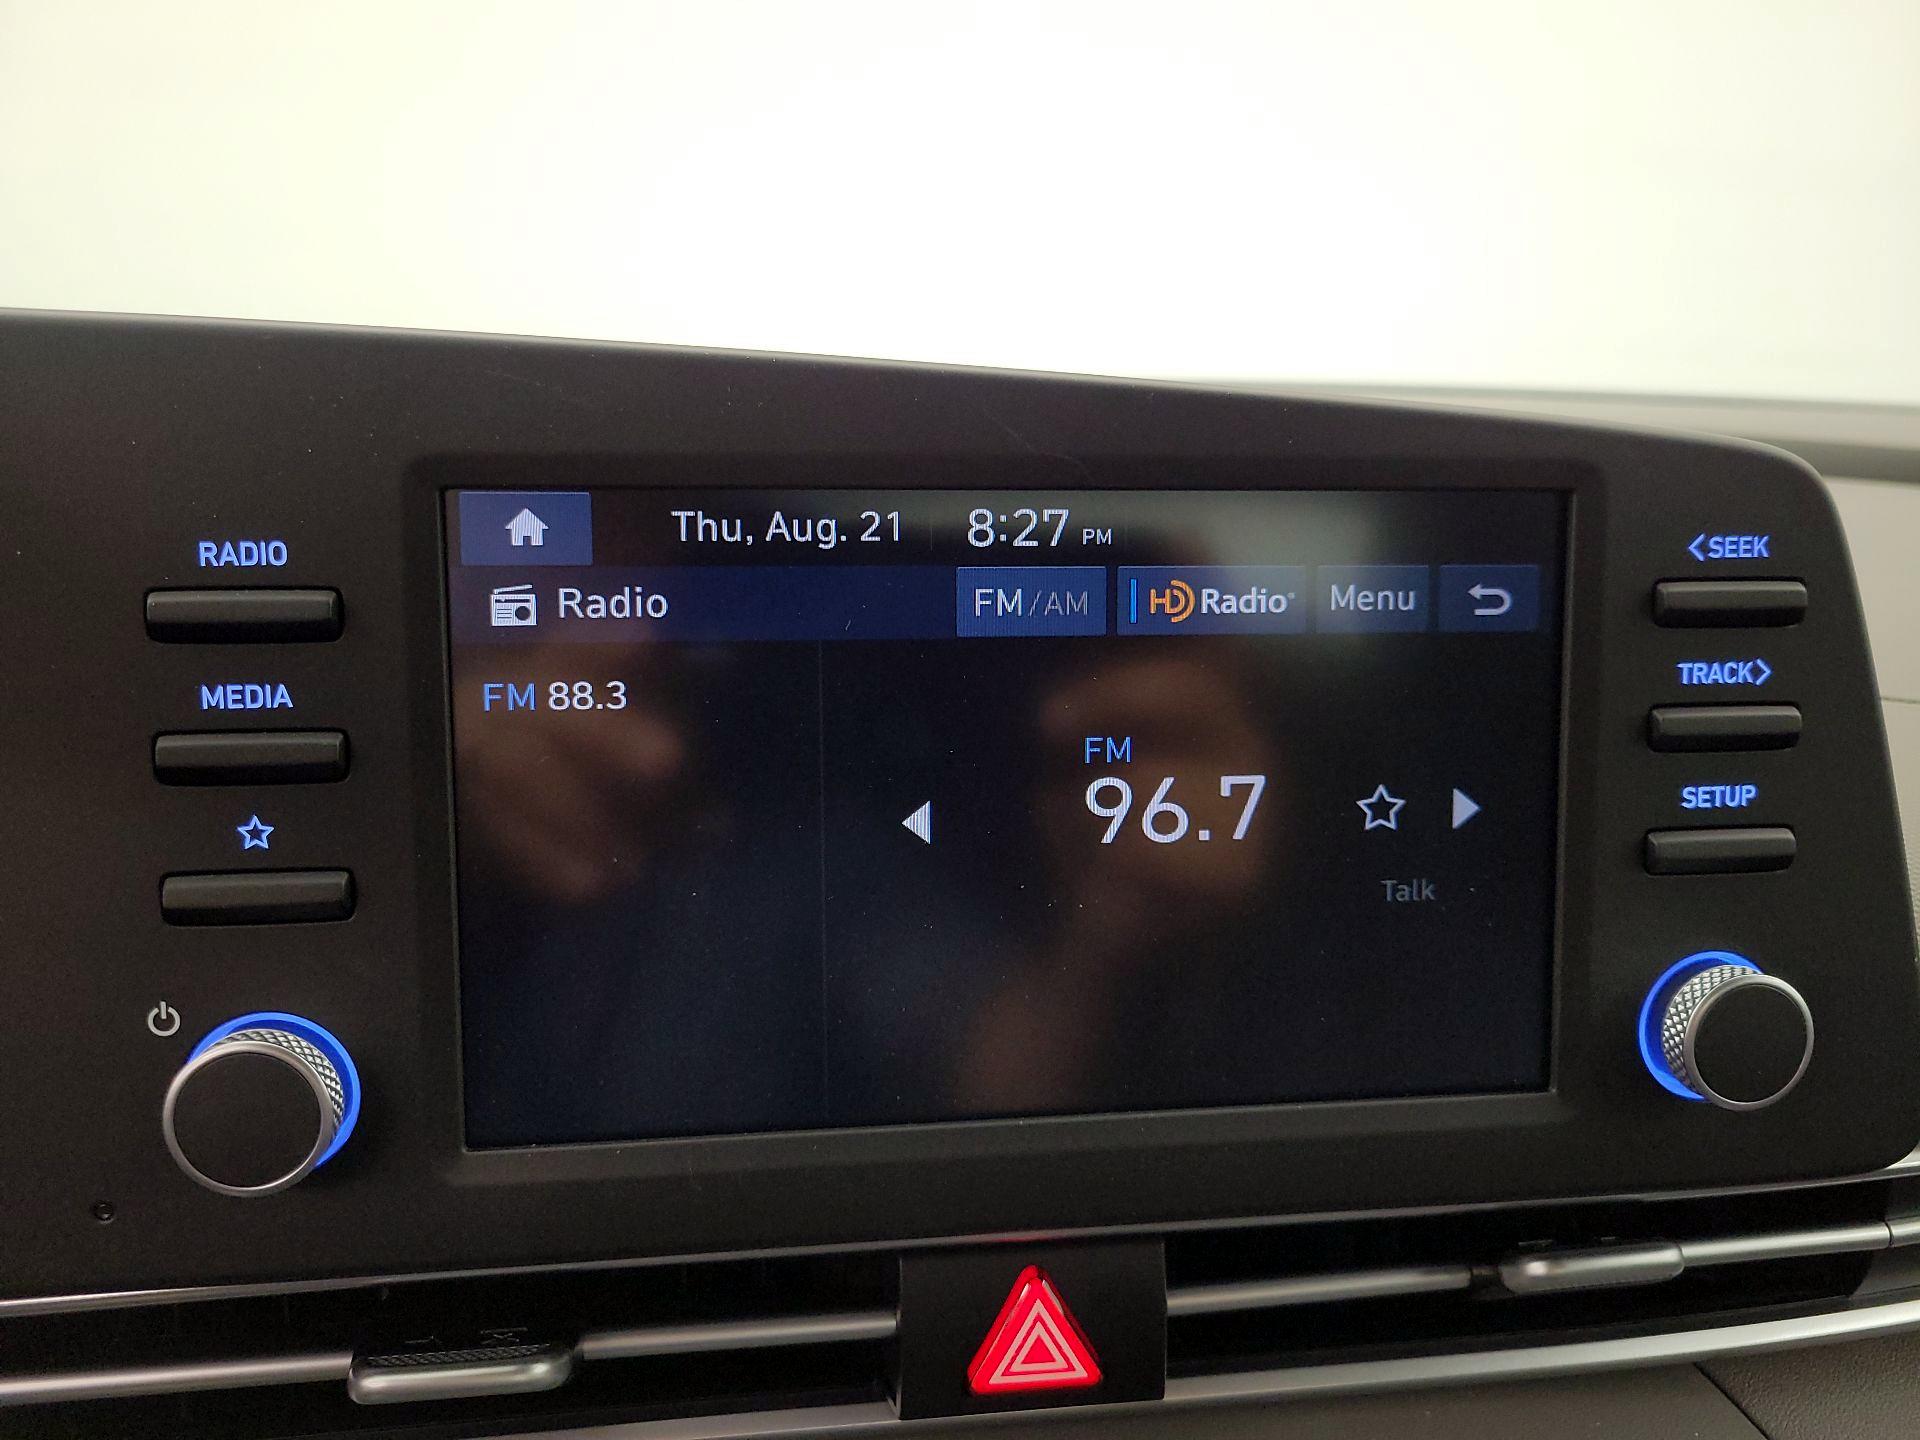 Thu, Aug. 21 8:27 PM
Radio FM/AM HD Radio Menu
FM 88.3
FM
96.7
Talk
RADIO
MEDIA
<SEEK
TRACK>
SETUP